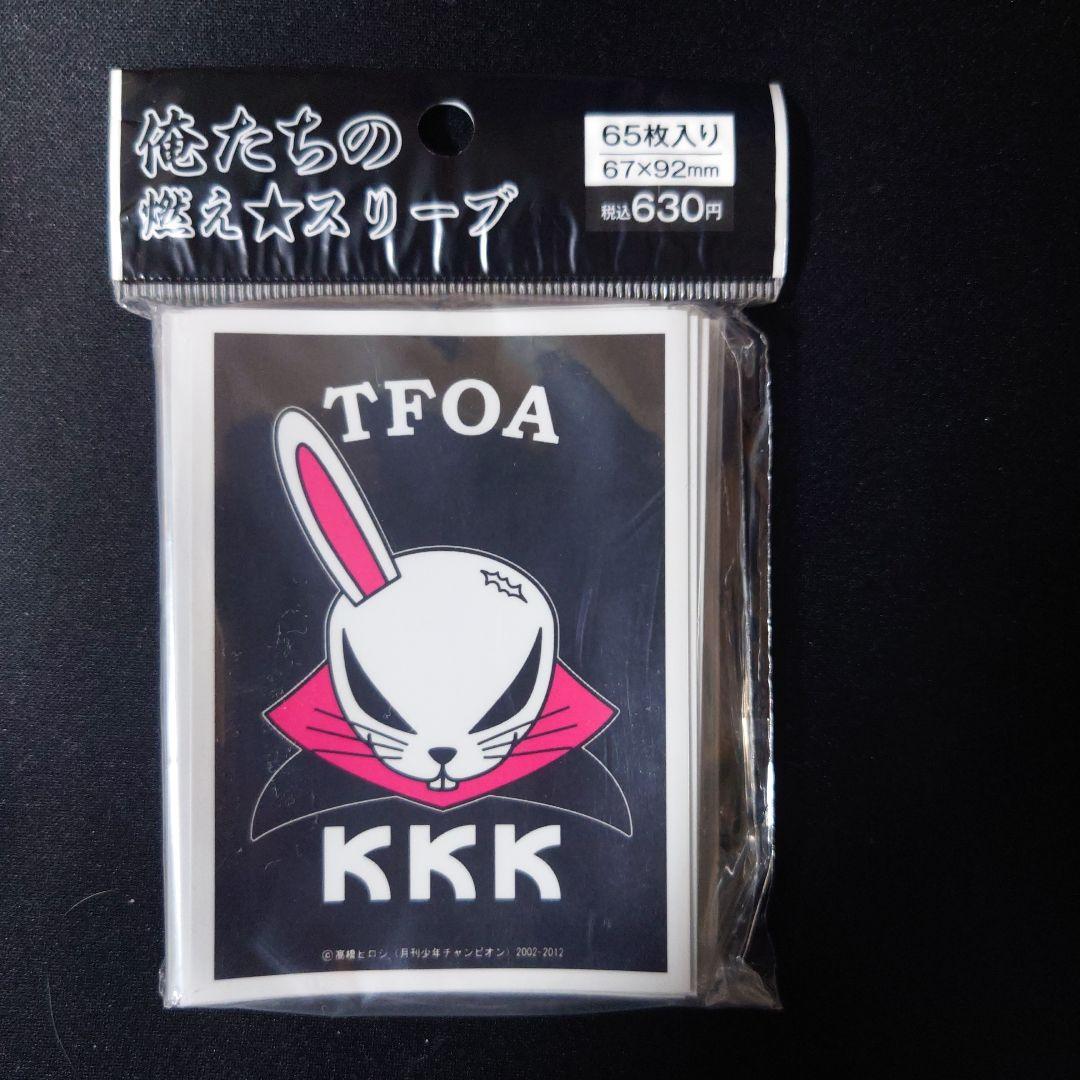 俺たちの
燃え☆スリーブ
65枚入り
67×92mm
税込630円
TFOA
KKK
©高橋ヒロシ (月刊少年チャンピオン) 2002-2012